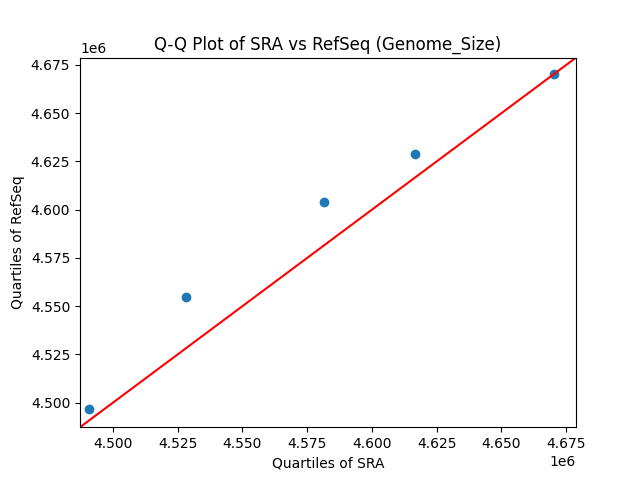 Q-Q Plot of SRA vs RefSeq (Genome_Size)
1e6
4.675
4.650
4.625
4.600
4.575
4.550
4.525
4.500
Quartiles of RefSeq
4.500 4.525 4.550 4.575 4.600 4.625 4.650 4.675
Quartiles of SRA
1e6